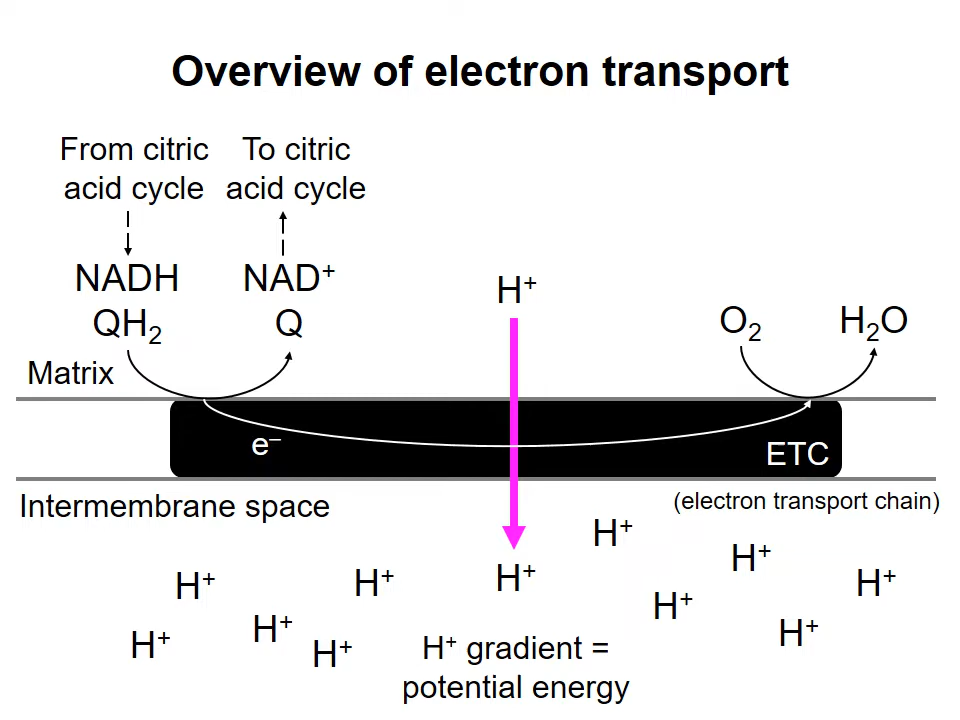 Overview of electron transport
From citric
acid cycle
To citric
acid cycle
NADH
QH₂
NAD⁺
Q
H⁺
O₂
H₂O
Matrix
e⁻
ETC
Intermembrane space
(electron transport chain)
H⁺
H⁺
H⁺
H⁺
H⁺
H⁺
H⁺
H⁺
H⁺
H⁺
H⁺
H⁺ gradient =
potential energy